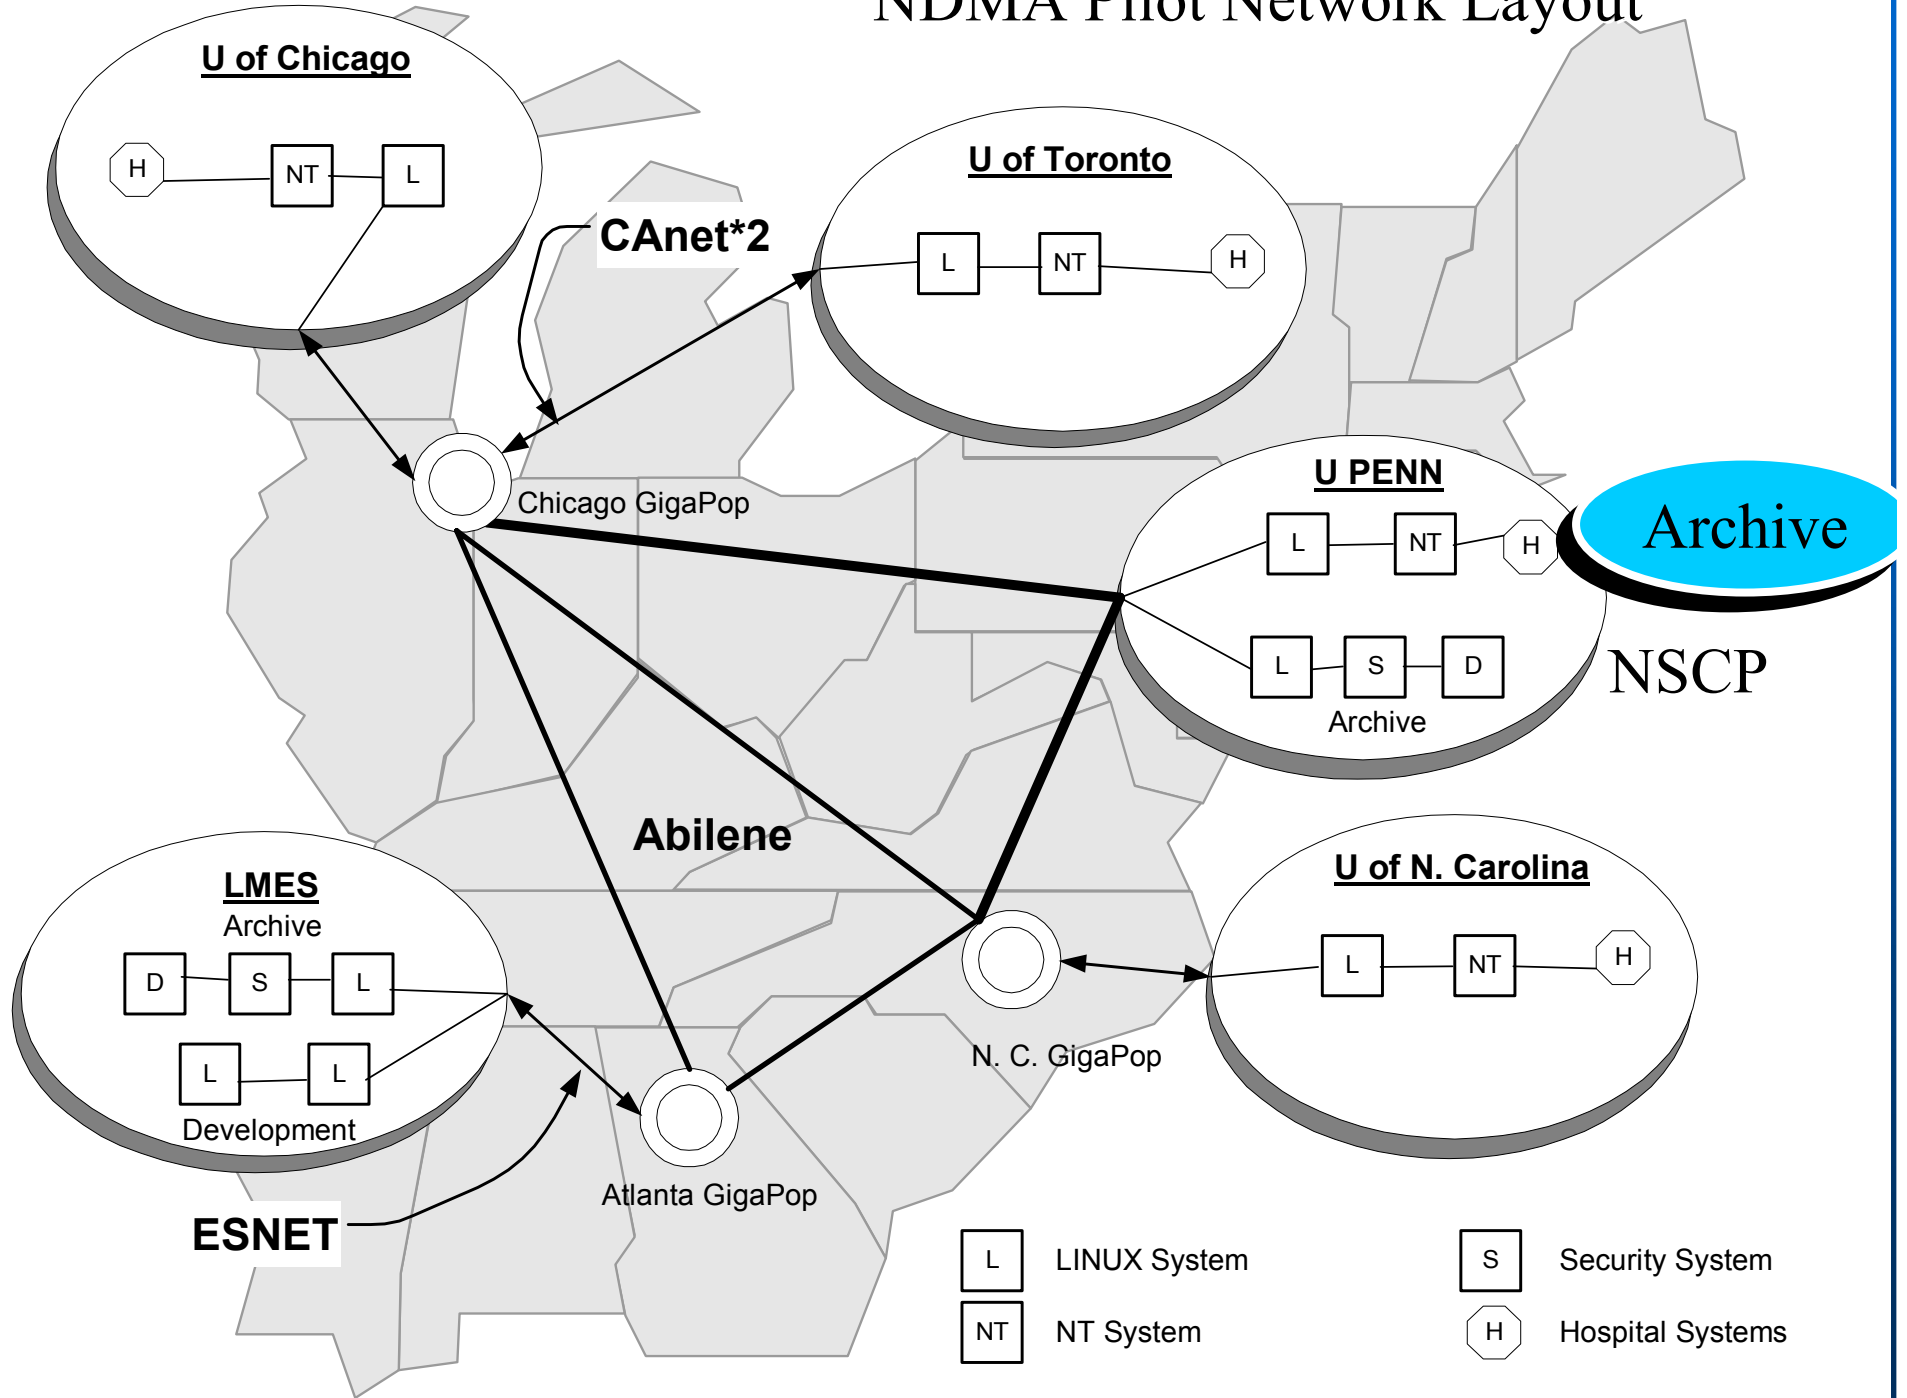 NDMA Pilot Network Layout
U of Chicago
H
NT
L
U of Toronto
L
NT
H
CAnet*2
Chicago GigaPop
U PENN
L
NT
H
L
S
D
Archive
Archive
NSCP
Abilene
LMES
Archive
D
S
L
L
L
Development
U of N. Carolina
L
NT
H
N. C. GigaPop
Atlanta GigaPop
ESNET
L LINUX System
S Security System
NT NT System
H Hospital Systems